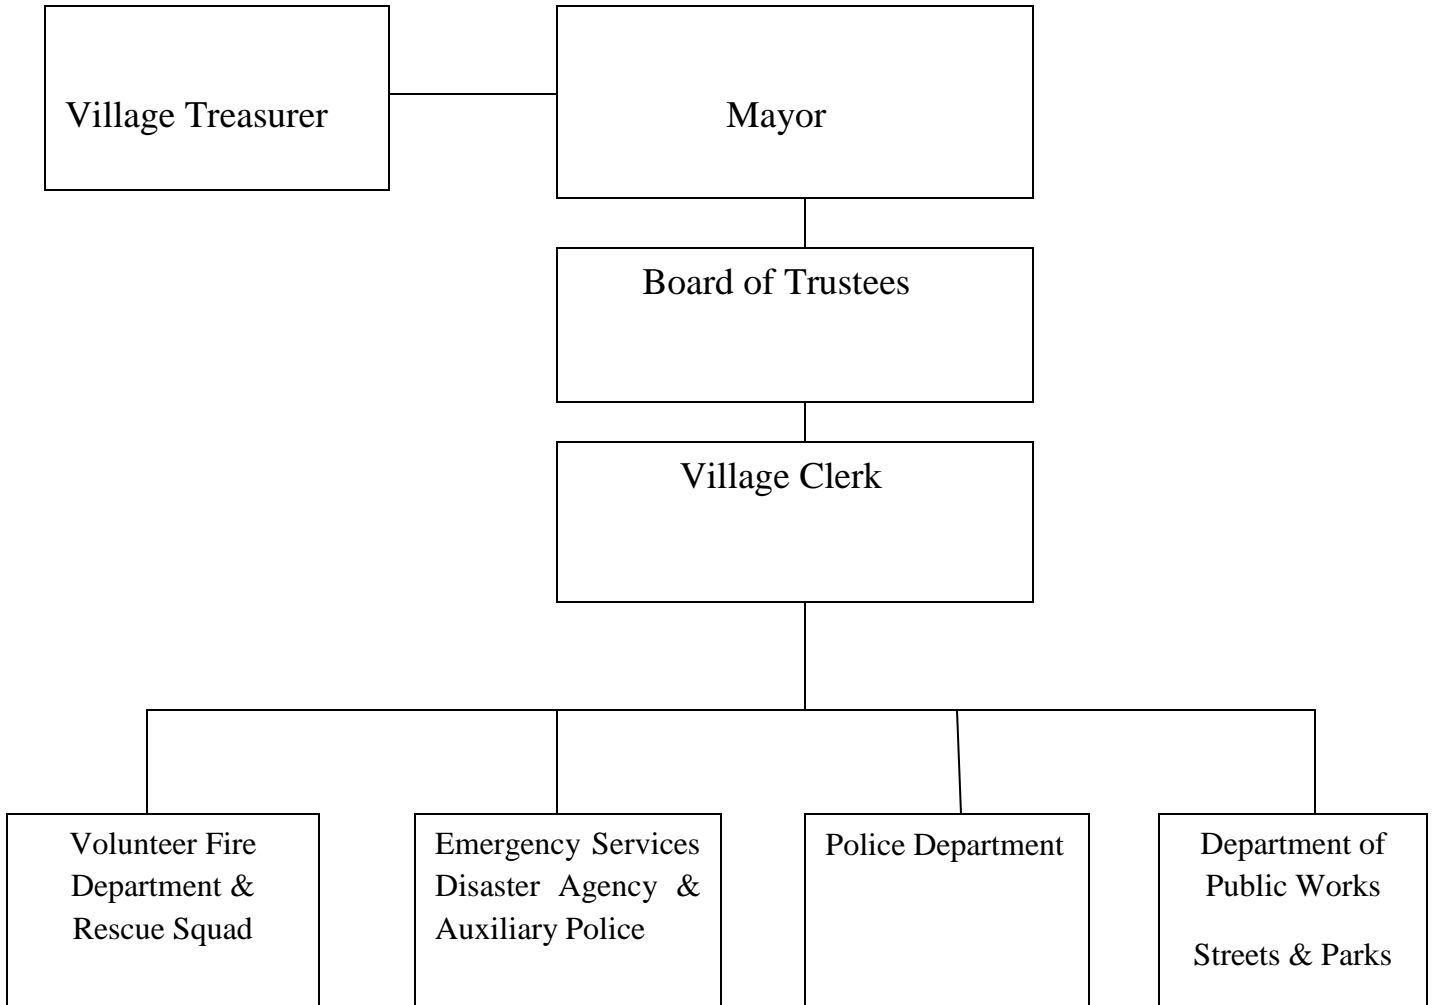 Village Treasurer
Mayor
Board of Trustees
Village Clerk
Volunteer Fire
Department &
Rescue Squad
Emergency Services
Disaster Agency &
Auxiliary Police
Police Department
Department of
Public Works
Streets & Parks